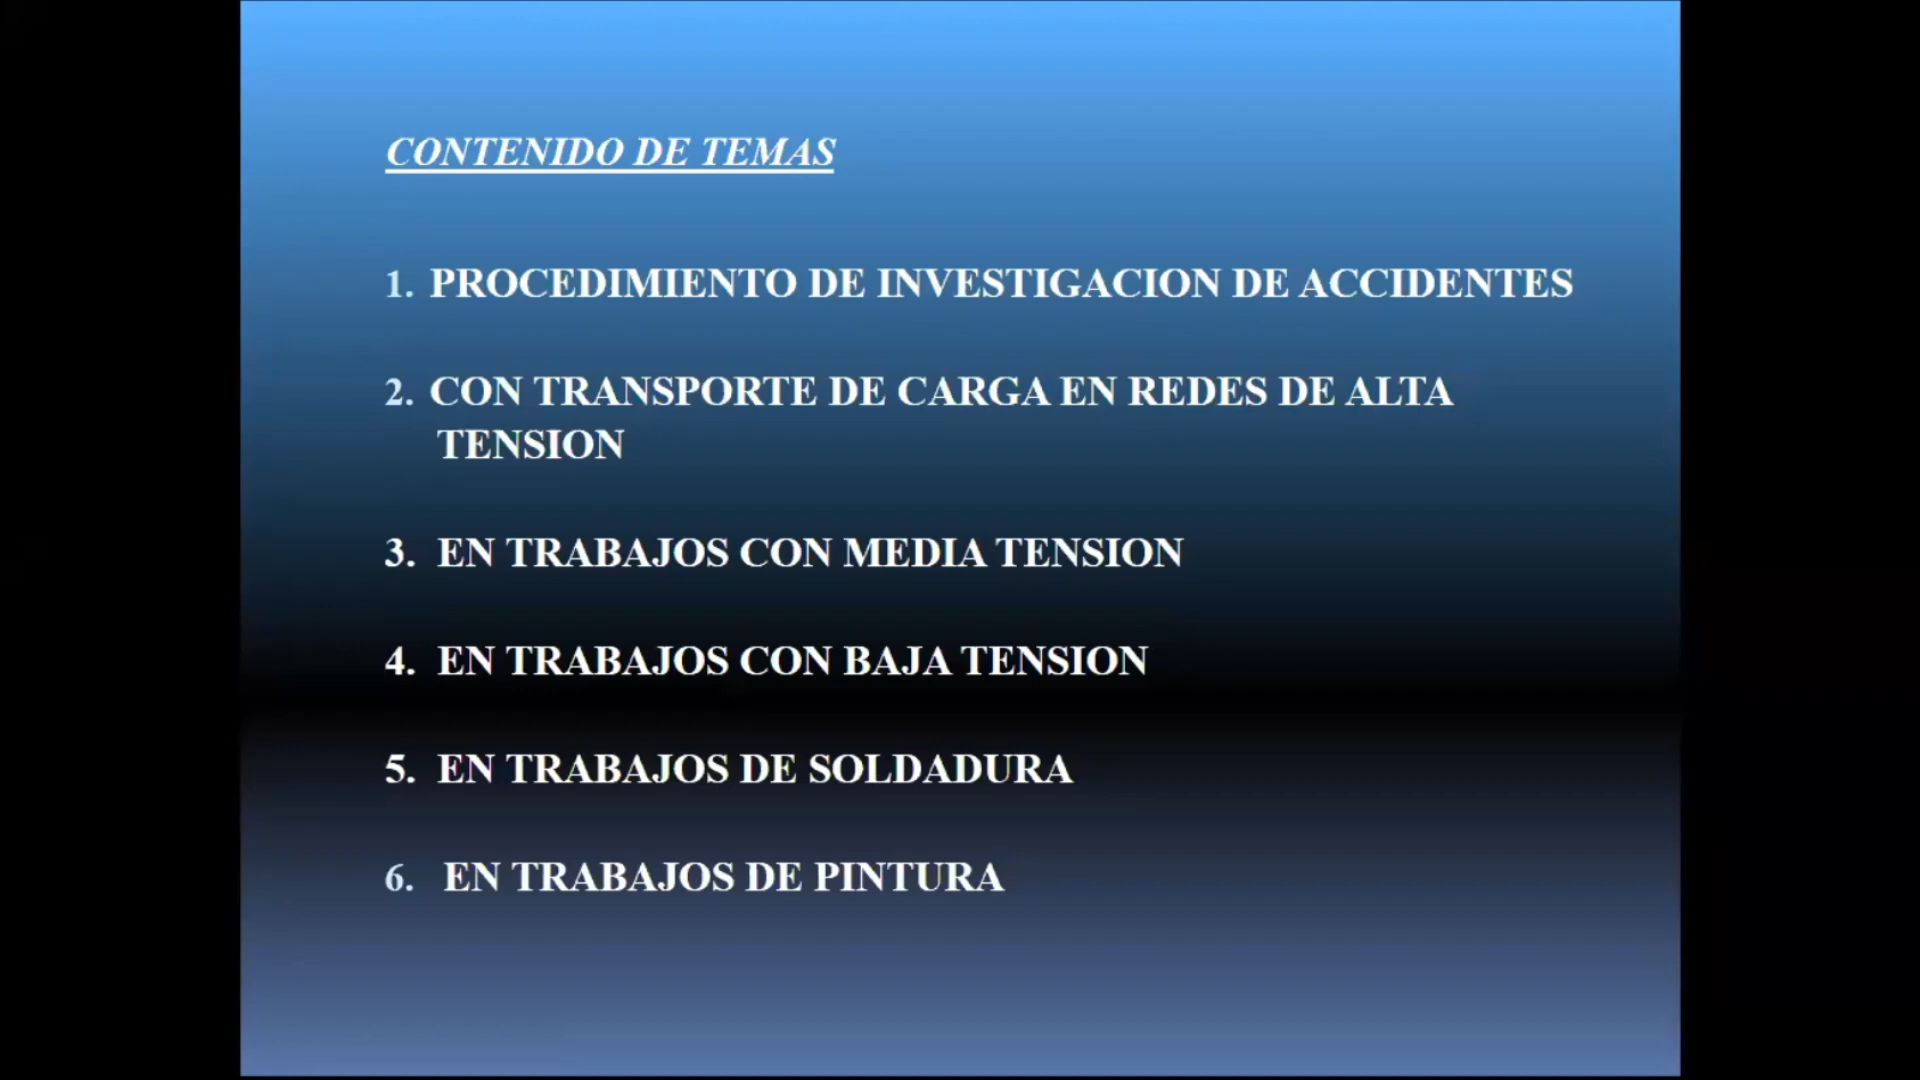 CONTENIDO DE TEMAS
1. PROCEDIMIENTO DE INVESTIGACION DE ACCIDENTES
2. CON TRANSPORTE DE CARGA EN REDES DE ALTA
TENSION
3. EN TRABAJOS CON MEDIA TENSION
4. EN TRABAJOS CON BAJA TENSION
5. EN TRABAJOS DE SOLDADURA
6. EN TRABAJOS DE PINTURA